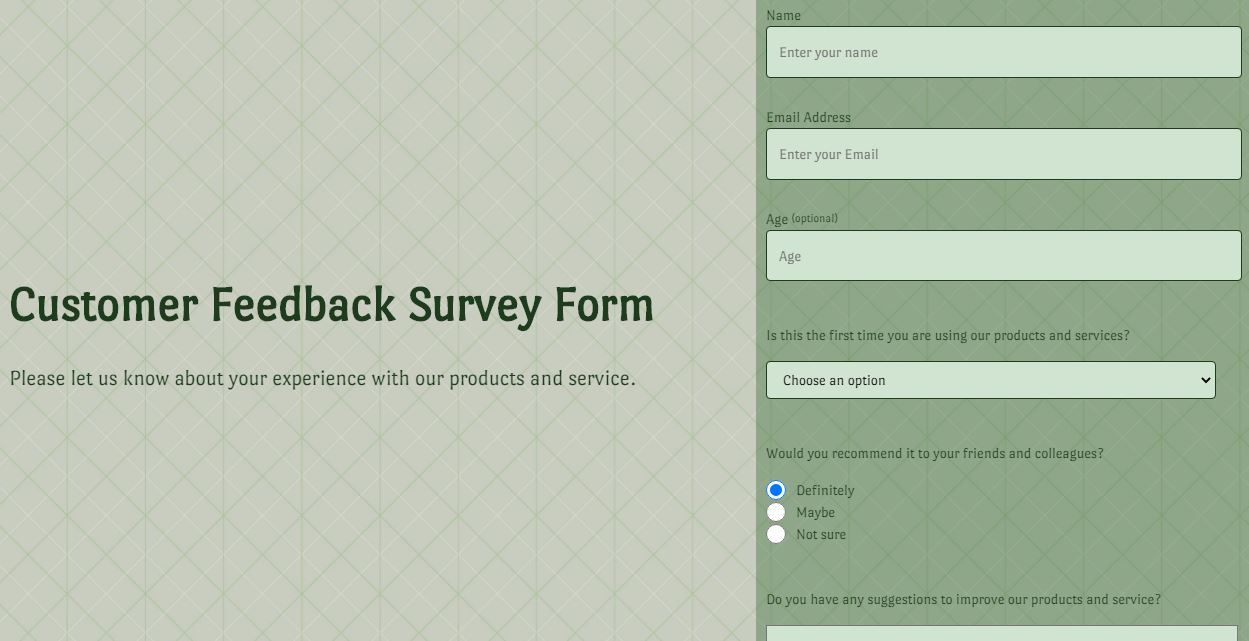 Customer Feedback Survey Form
Please let us know about your experience with our products and service.
Name
Enter your name
Email Address
Enter your Email
Age (optional)
Age
Is this the first time you are using our products and services?
Choose an option
Would you recommend it to your friends and colleagues?
Definitely
Maybe
Not sure
Do you have any suggestions to improve our products and service?